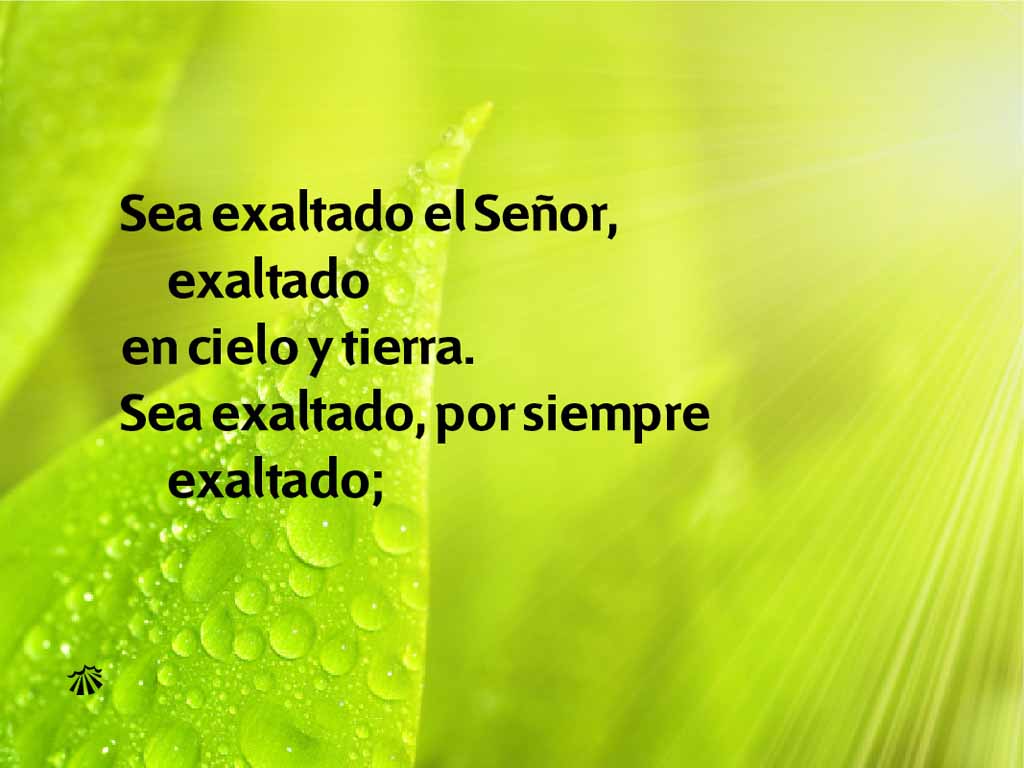 Sea exaltado el Señor,
exaltado
en cielo y tierra.
Sea exaltado, por siempre
exaltado;